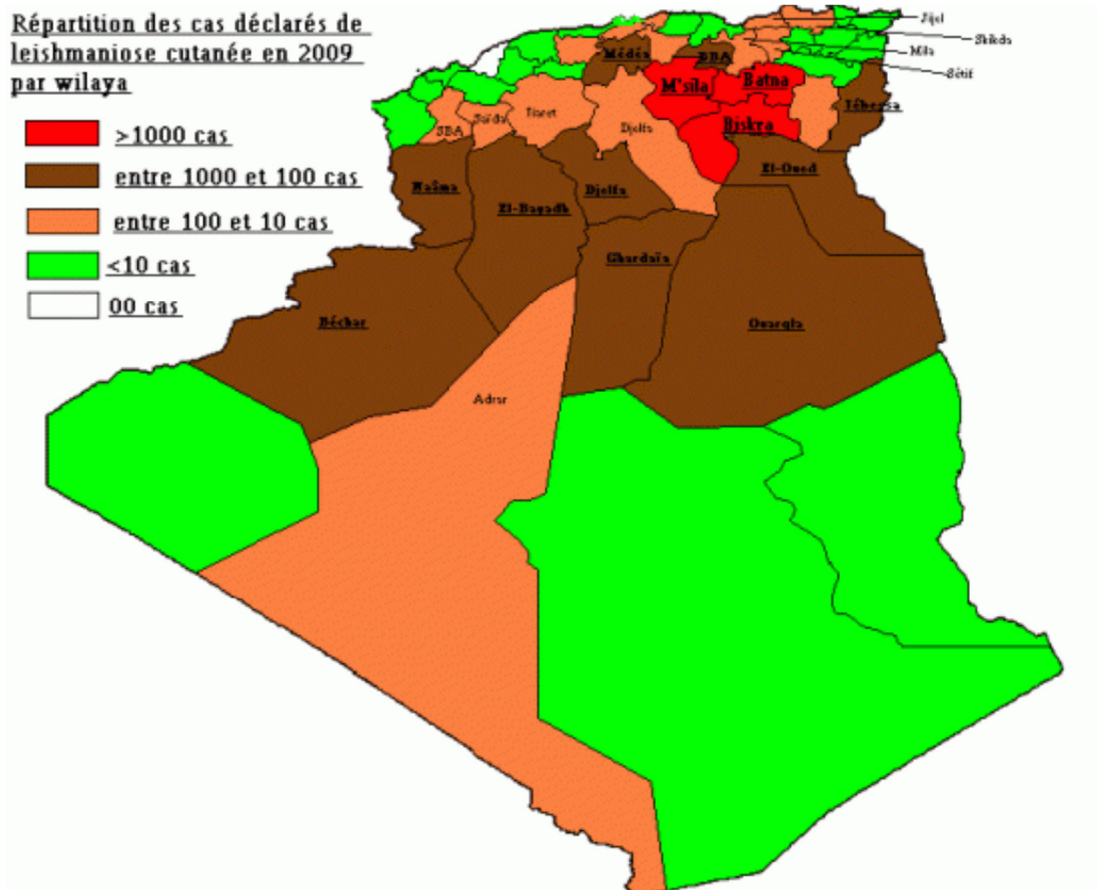 Répartition des cas déclarés de
leishmaniose cutanée en 2009
par wilaya
>1000 cas
entre 1000 et 100 cas
entre 100 et 10 cas
<10 cas
00 cas
Jijel
Skikda
Mila
Sétif
Médéa
BBA
M'sila
Batna
Tébessa
Biskra
SBA
Saïda
Tiaret
Djelfa
El-Oued
Naâma
El-Bayadh
Djelfa
Ghardaïa
Béchar
Ouargla
Adrar